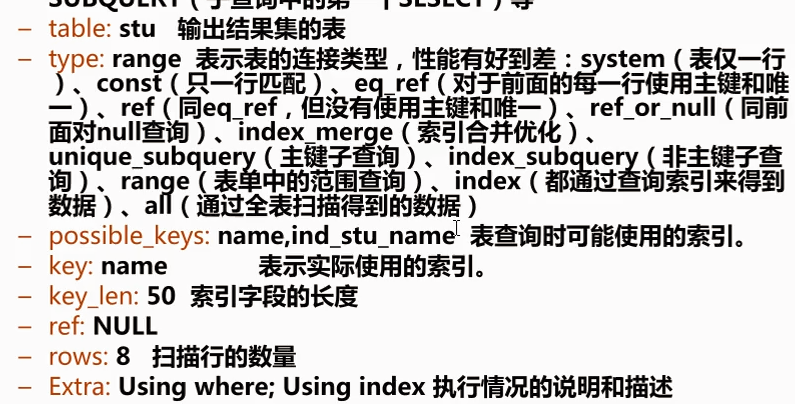 SUBQUERY（子查询中的第一个SESECT）等
– table: stu 输出结果集的表
– type: range 表示表的连接类型，性能有好到差：system（表仅一行
）、const（只一行匹配）、eq_ref（对于前面的每一行使用主键和唯
一）、ref（同eq_ref，但没有使用主键和唯一）、ref_or_null（同前
面对null查询）、index_merge（索引合并优化）、
unique_subquery（主键子查询）、index_subquery（非主键子查
询）、range（表单中的范围查询）、index（都通过查询索引来得到
数据）、all（通过全表扫描得到的数据）
– possible_keys: name,ind_stu_name 表查询时可能使用的索引。
– key: name 表示实际使用的索引。
– key_len: 50 索引字段的长度
– ref: NULL
– rows: 8 扫描行的数量
– Extra: Using where; Using index 执行情况的说明和描述